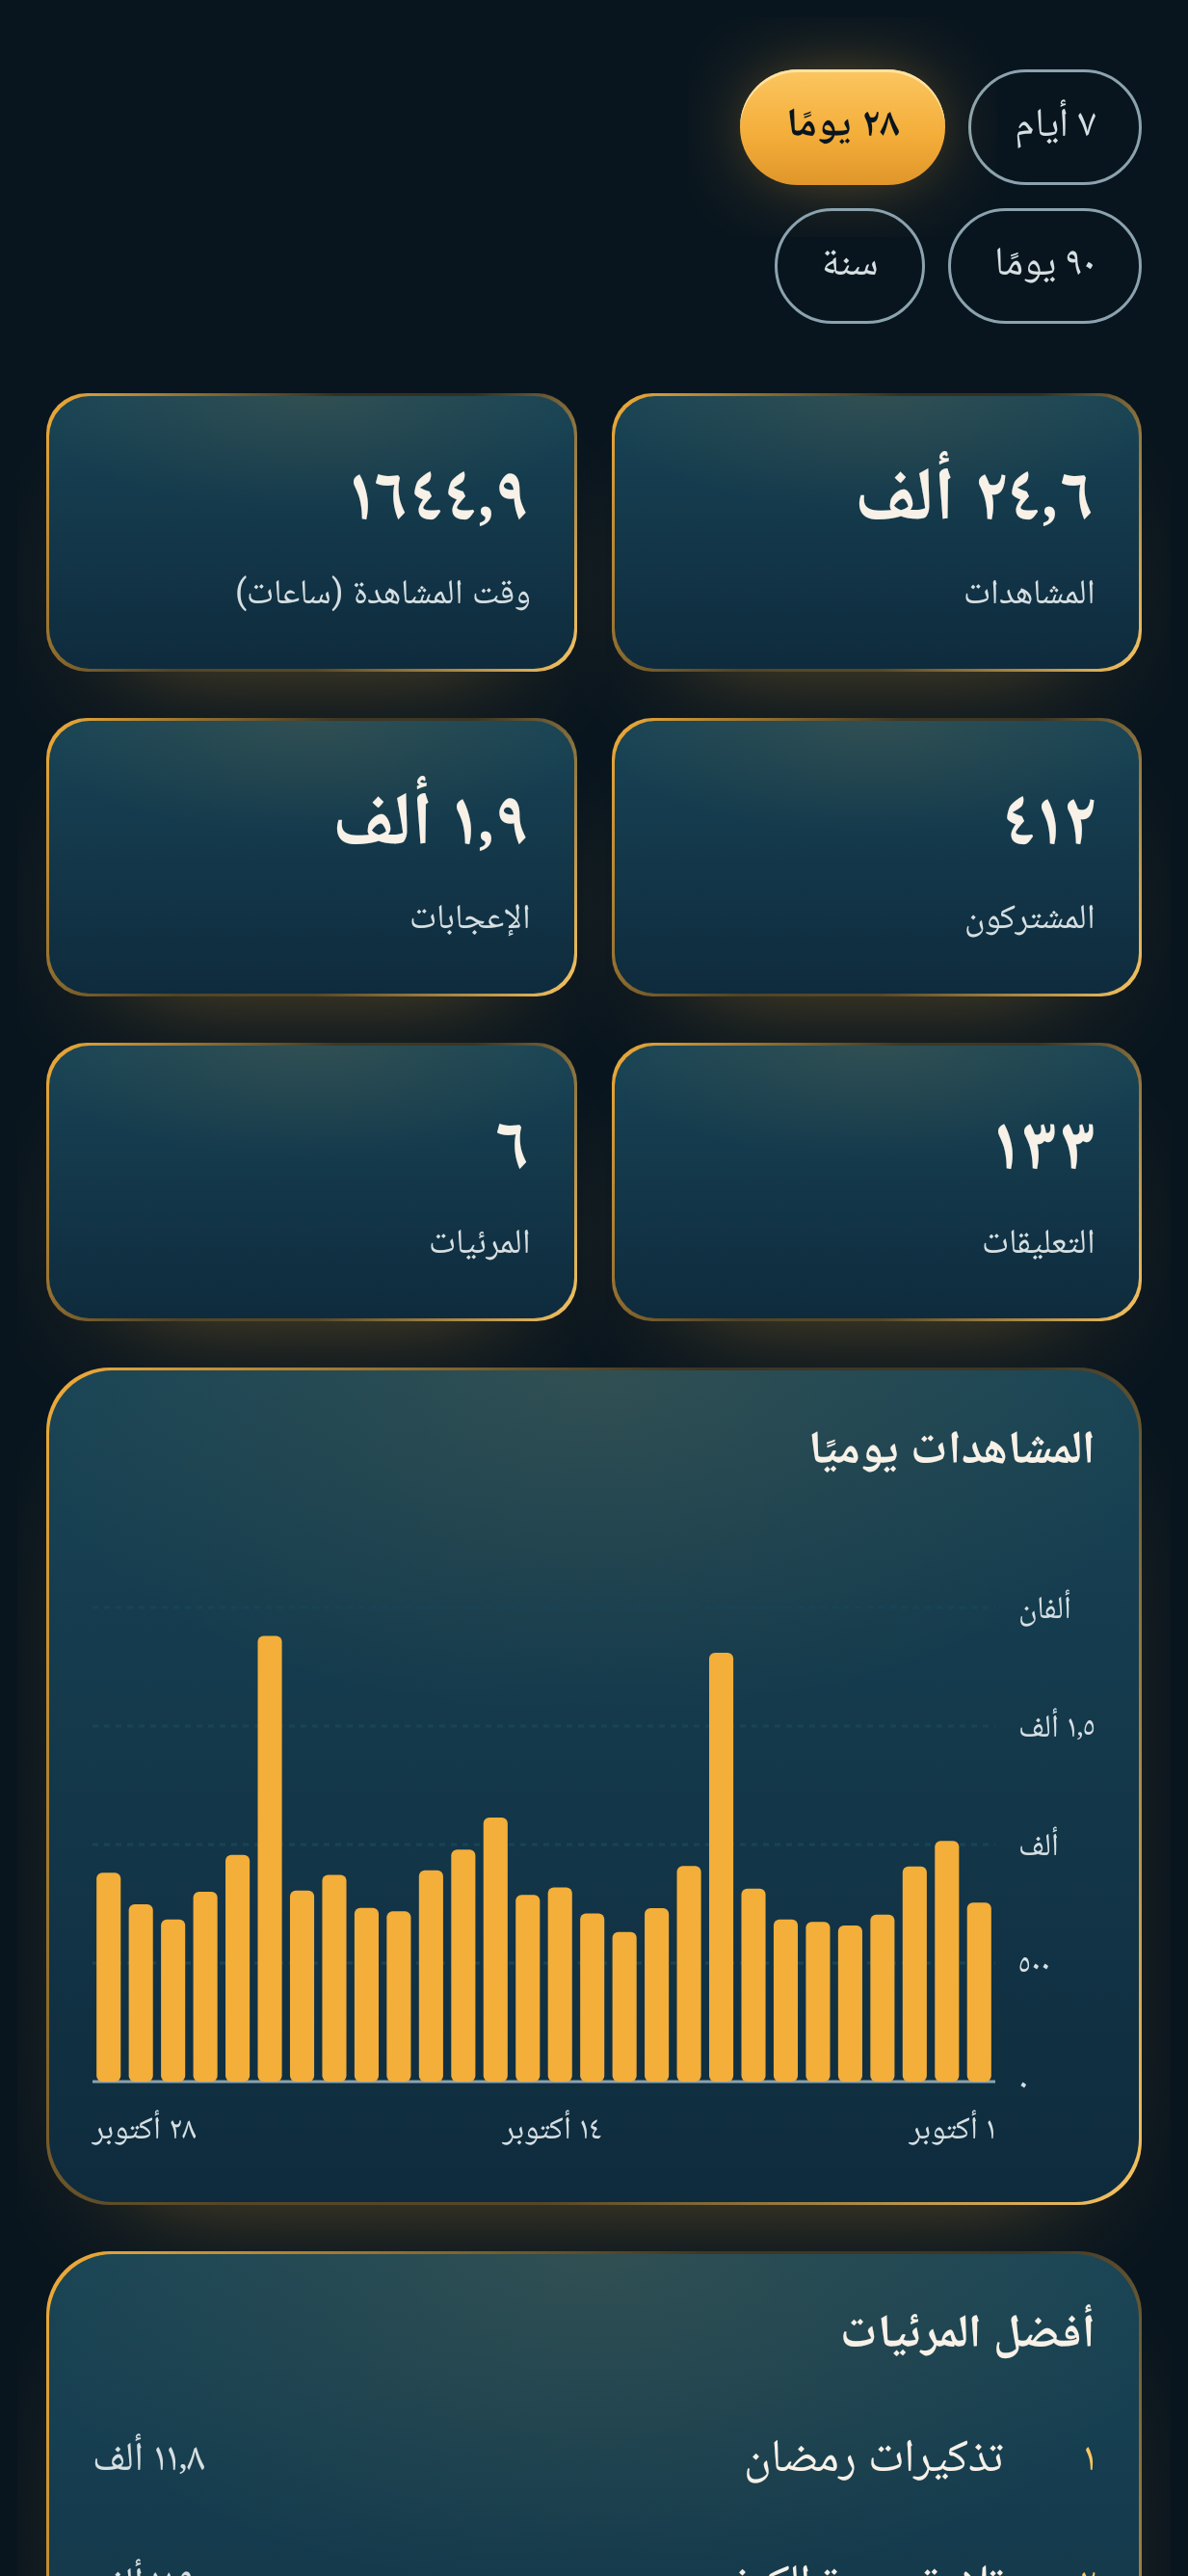 ٧ أيام
٢٨ يومًا
٩٠ يومًا
سنة
٢٤,٦ ألف
المشاهدات
١٦٤٤,٩
وقت المشاهدة (ساعات)
٤١٢
المشتركون
١,٩ ألف
الإعجابات
١٣٣
التعليقات
٦
المرئيات
المشاهدات يوميًا
ألفان
١,٥ ألف
ألف
٥٠٠
٠
١ أكتوبر
١٤ أكتوبر
٢٨ أكتوبر
أفضل المرئيات
١
تذكيرات رمضان
١١,٨ ألف